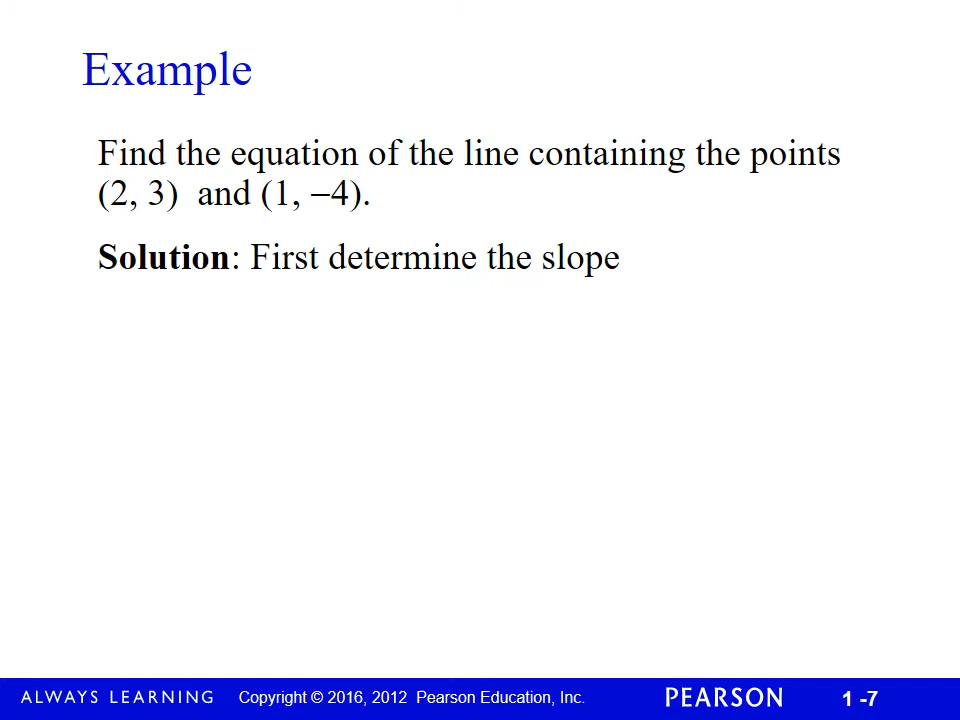 Example
Find the equation of the line containing the points
(2, 3) and (1, −4).
Solution: First determine the slope
ALWAYS LEARNING Copyright © 2016, 2012 Pearson Education, Inc. PEARSON 1 -7